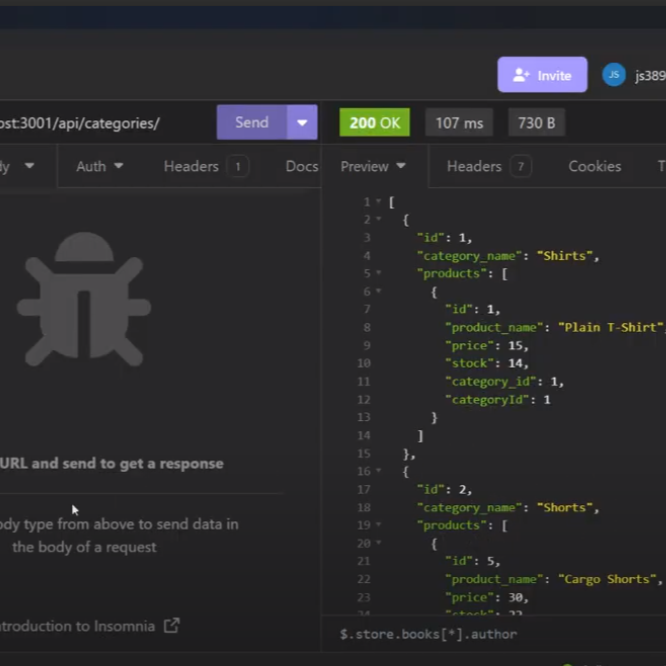 Invite JS js389
ost:3001/api/categories/ Send 200 OK 107 ms 730 B
dy Auth Headers 1 Docs Preview Headers 7 Cookies T
1 [
2 {
3 "id": 1,
4 "category_name": "Shirts",
5 "products": [
6 {
7 "id": 1,
8 "product_name": "Plain T-Shirt",
9 "price": 15,
10 "stock": 14,
11 "category_id": 1,
12 "categoryId": 1
13 }
14 ]
15 },
16 {
17 "id": 2,
18 "category_name": "Shorts",
19 "products": [
20 {
21 "id": 5,
22 "product_name": "Cargo Shorts",
23 "price": 30,
24 "stock": 22
URL and send to get a response
ody type from above to send data in
the body of a request
ntroduction to Insomnia
$.store.books[*].author